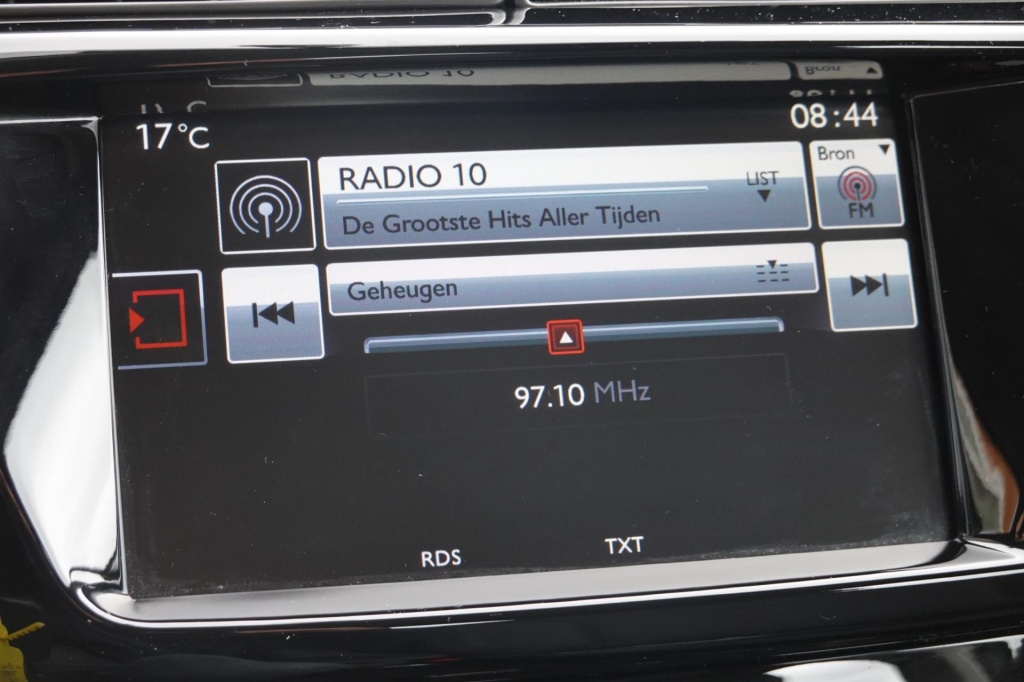 17°C
08:44
RADIO 10
LIST
De Grootste Hits Aller Tijden
Bron
FM
Geheugen
97.10 MHz
RDS
TXT